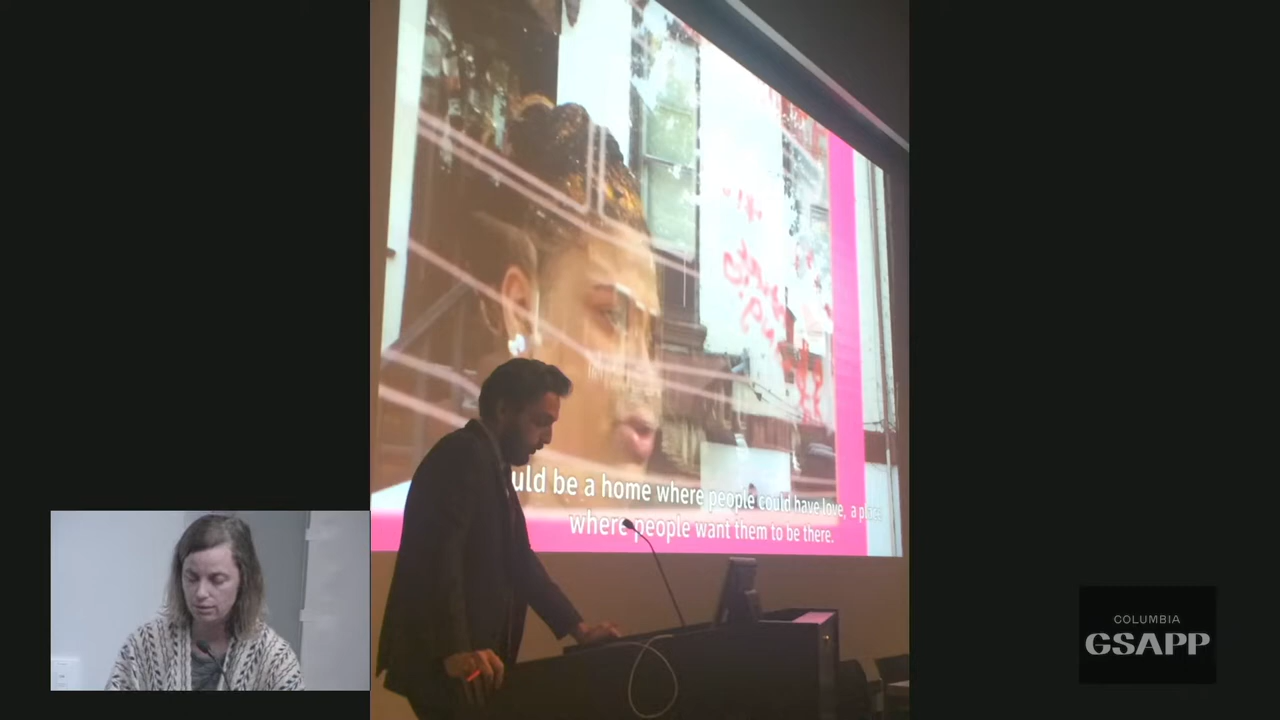 uld be a home where people could have love, a place
where people want them to be there.
COLUMBIA
GSAPP